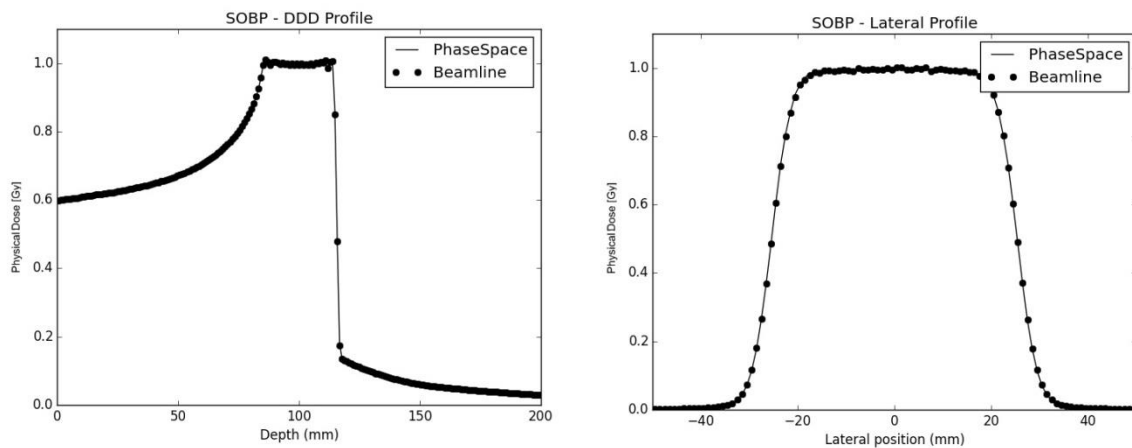 SOBP - DDD Profile
PhaseSpace
Beamline
Physical Dose [Gy]
1.0
0.8
0.6
0.4
0.2
0.0
0 50 100 150 200
Depth (mm)
SOBP - Lateral Profile
PhaseSpace
Beamline
Physical Dose [Gy]
1.0
0.8
0.6
0.4
0.2
0.0
−40 −20 0 20 40
Lateral position (mm)